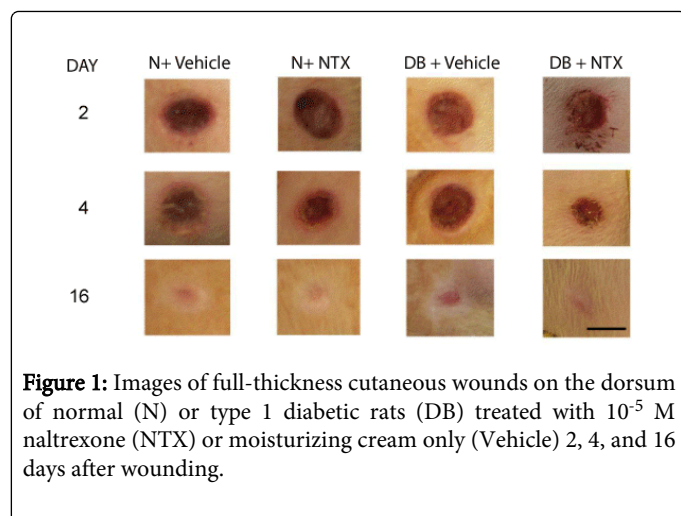 DAY N+ Vehicle N+ NTX DB + Vehicle DB + NTX
2
4
16
Figure 1: Images of full-thickness cutaneous wounds on the dorsum
of normal (N) or type 1 diabetic rats (DB) treated with 10⁻⁵ M
naltrexone (NTX) or moisturizing cream only (Vehicle) 2, 4, and 16
days after wounding.